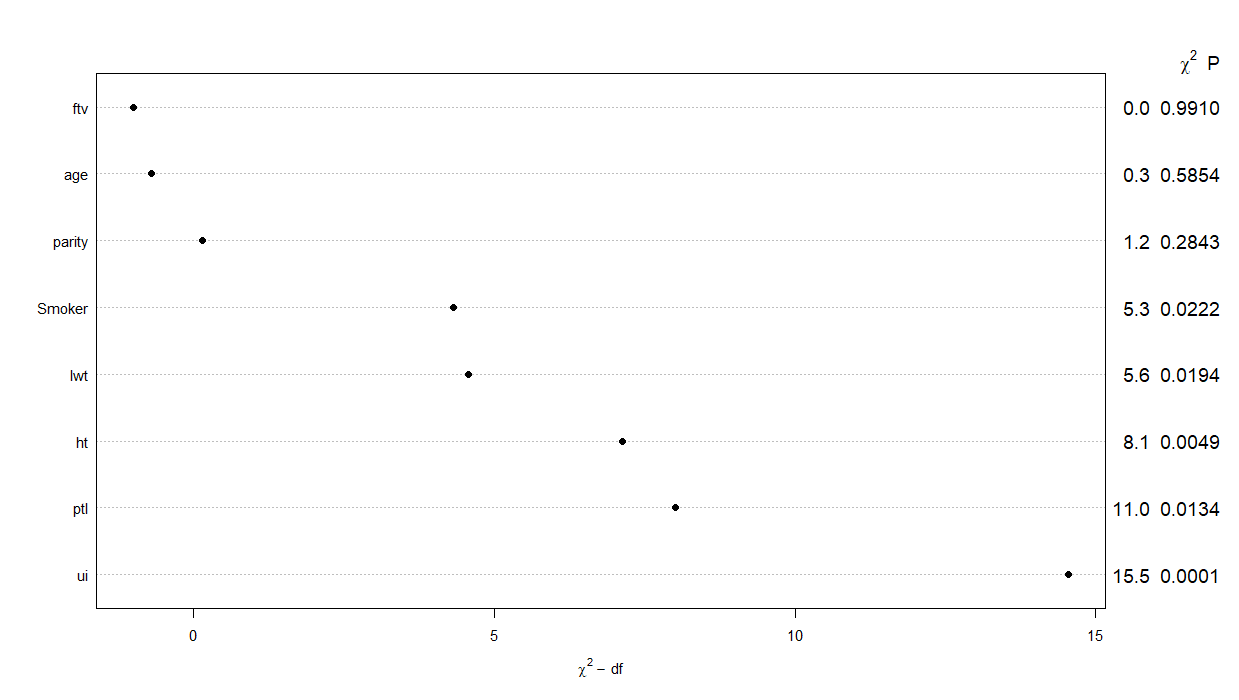 χ² P
ftv 0.0 0.9910
age 0.3 0.5854
parity 1.2 0.2843
Smoker 5.3 0.0222
lwt 5.6 0.0194
ht 8.1 0.0049
ptl 11.0 0.0134
ui 15.5 0.0001
0 5 10 15
χ² − df